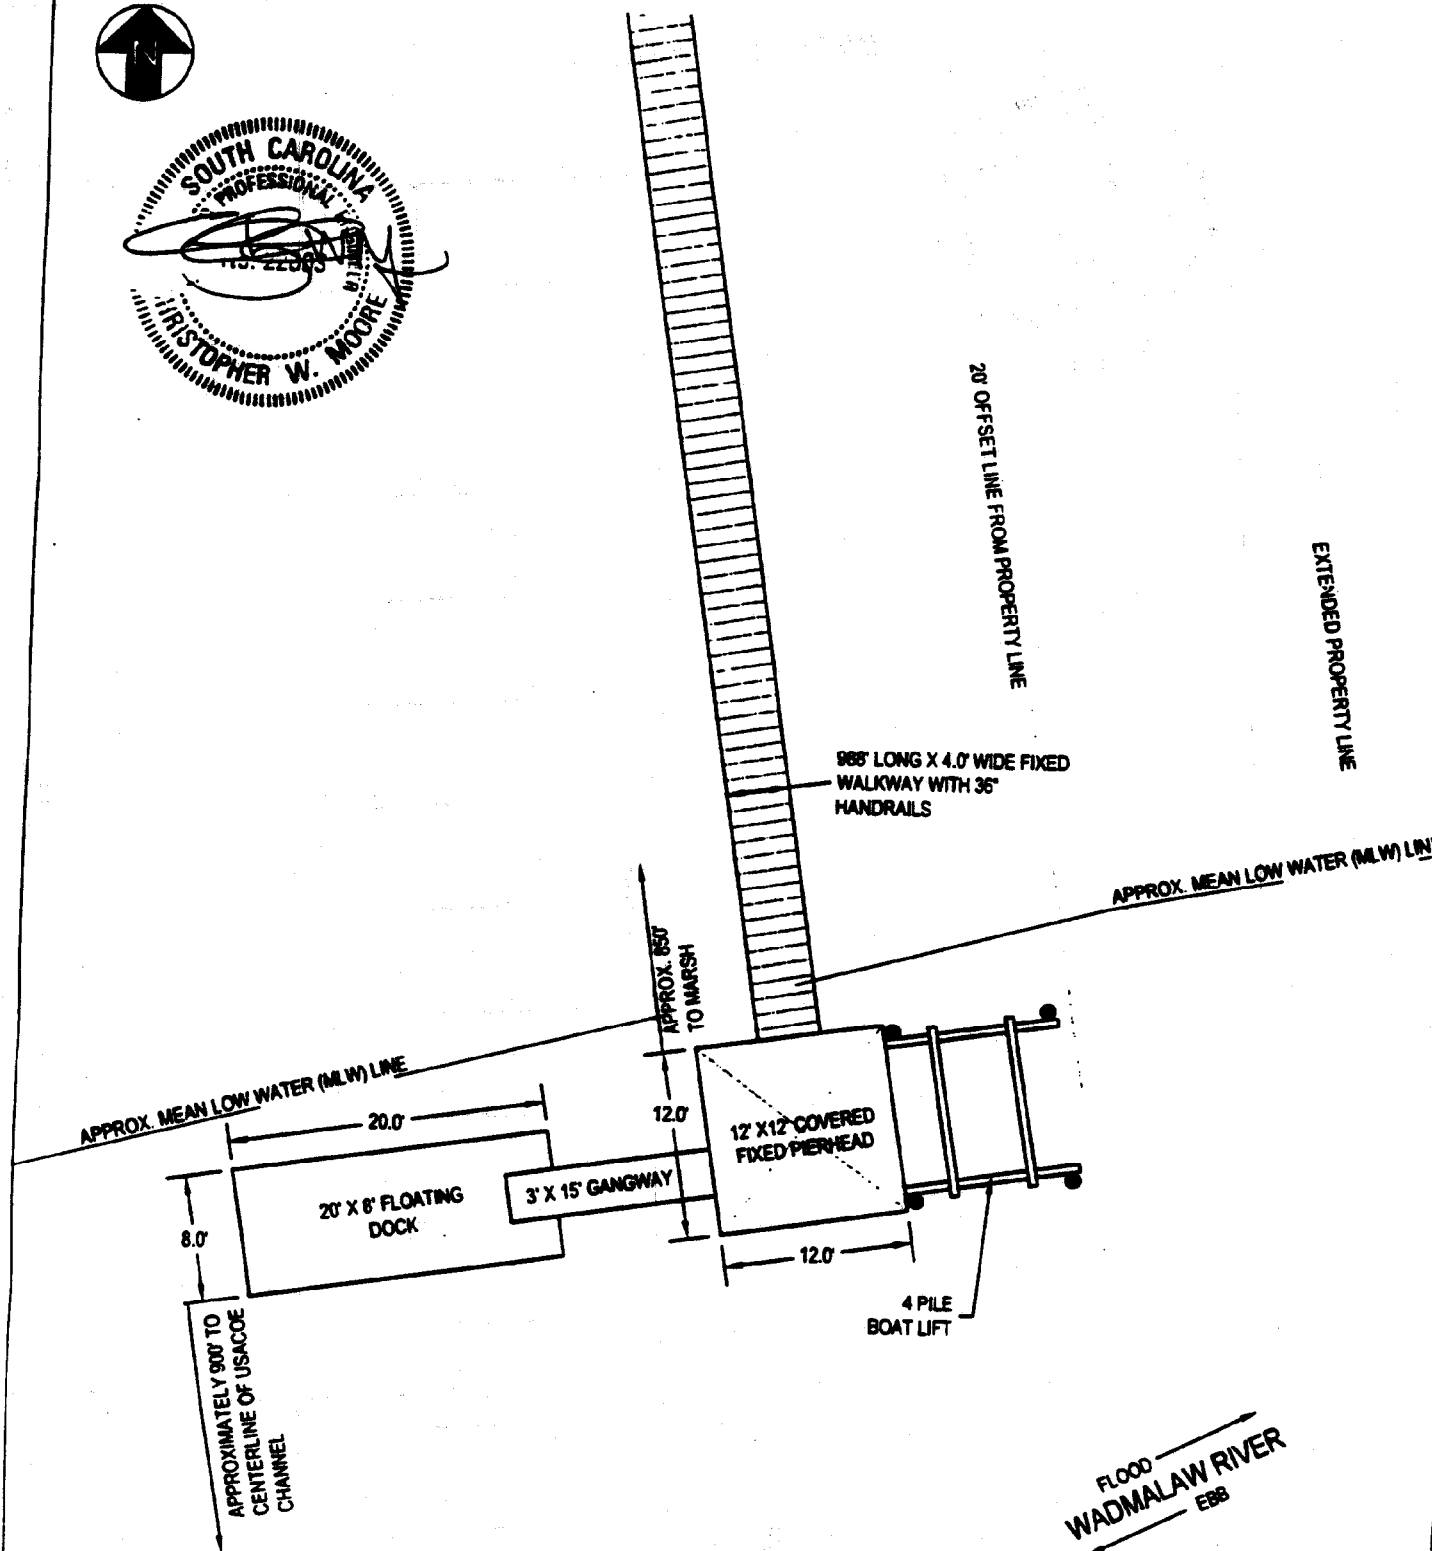 N
SOUTH CAROLINA
PROFESSIONAL
HRISTOPHER W. MOORE
20' OFFSET LINE FROM PROPERTY LINE
EXTENDED PROPERTY LINE
968' LONG X 4.0' WIDE FIXED
WALKWAY WITH 36"
HANDRAILS
APPROX. MEAN LOW WATER (MLW) LINE
APPROX. 850'
TO MARSH
APPROX. MEAN LOW WATER (MLW) LINE
20.0'
12.0'
12' X12' COVERED
FIXED PIERHEAD
3' X 15' GANGWAY
20' X 8' FLOATING
DOCK
8.0'
12.0'
4 PILE
BOAT LIFT
APPROXIMATELY 900' TO
CENTERLINE OF USACOE
CHANNEL
FLOOD
WADMALAW RIVER
EBB